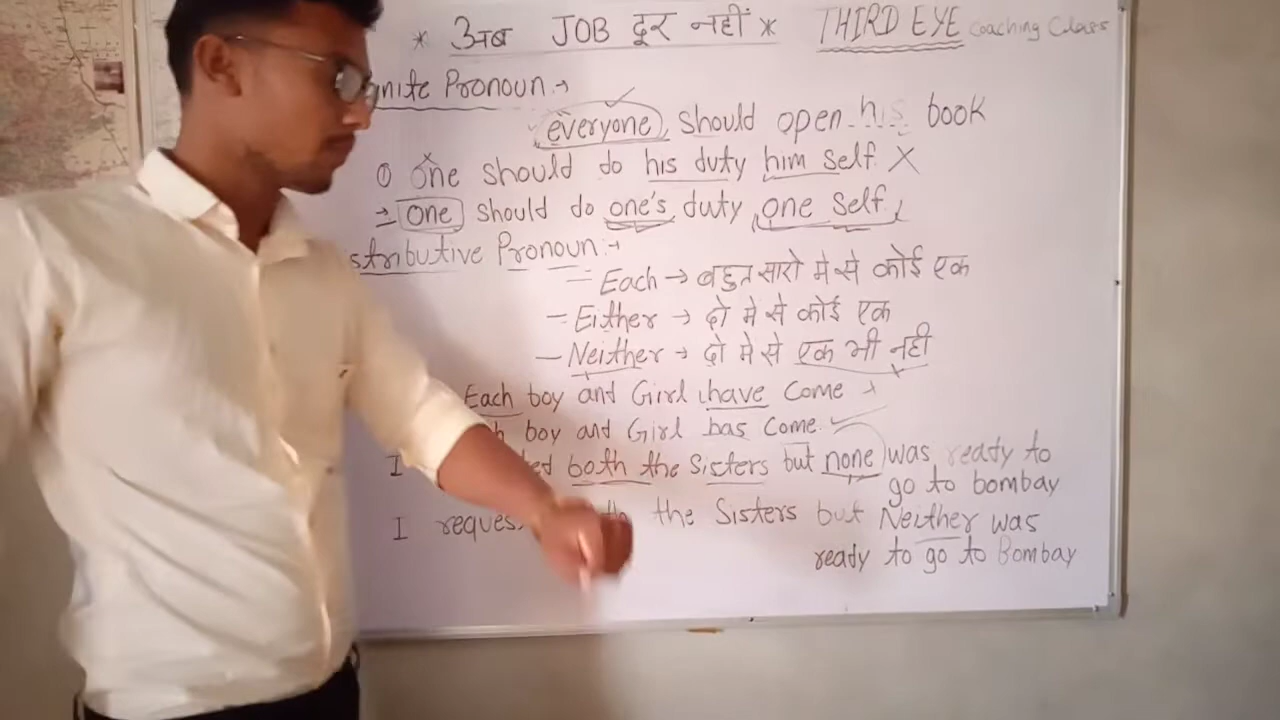 * अब JOB दूर नहीं * THIRD EYE Coaching Class
nite Pronoun :→
everyone, should open his book
① One should do his duty him self X
⇒ One should do one's duty, one self,
stributive Pronoun :→
= Each → बहुत सारो मे से कोई एक
- Either → दो मे से कोई एक
- Neither → दो मे से एक भी नही
Each boy and Girl have come
boy and Girl has come ✓
I both the Sisters but none was ready to
go to bombay
I the Sisters but Neither was
ready to go to Bombay